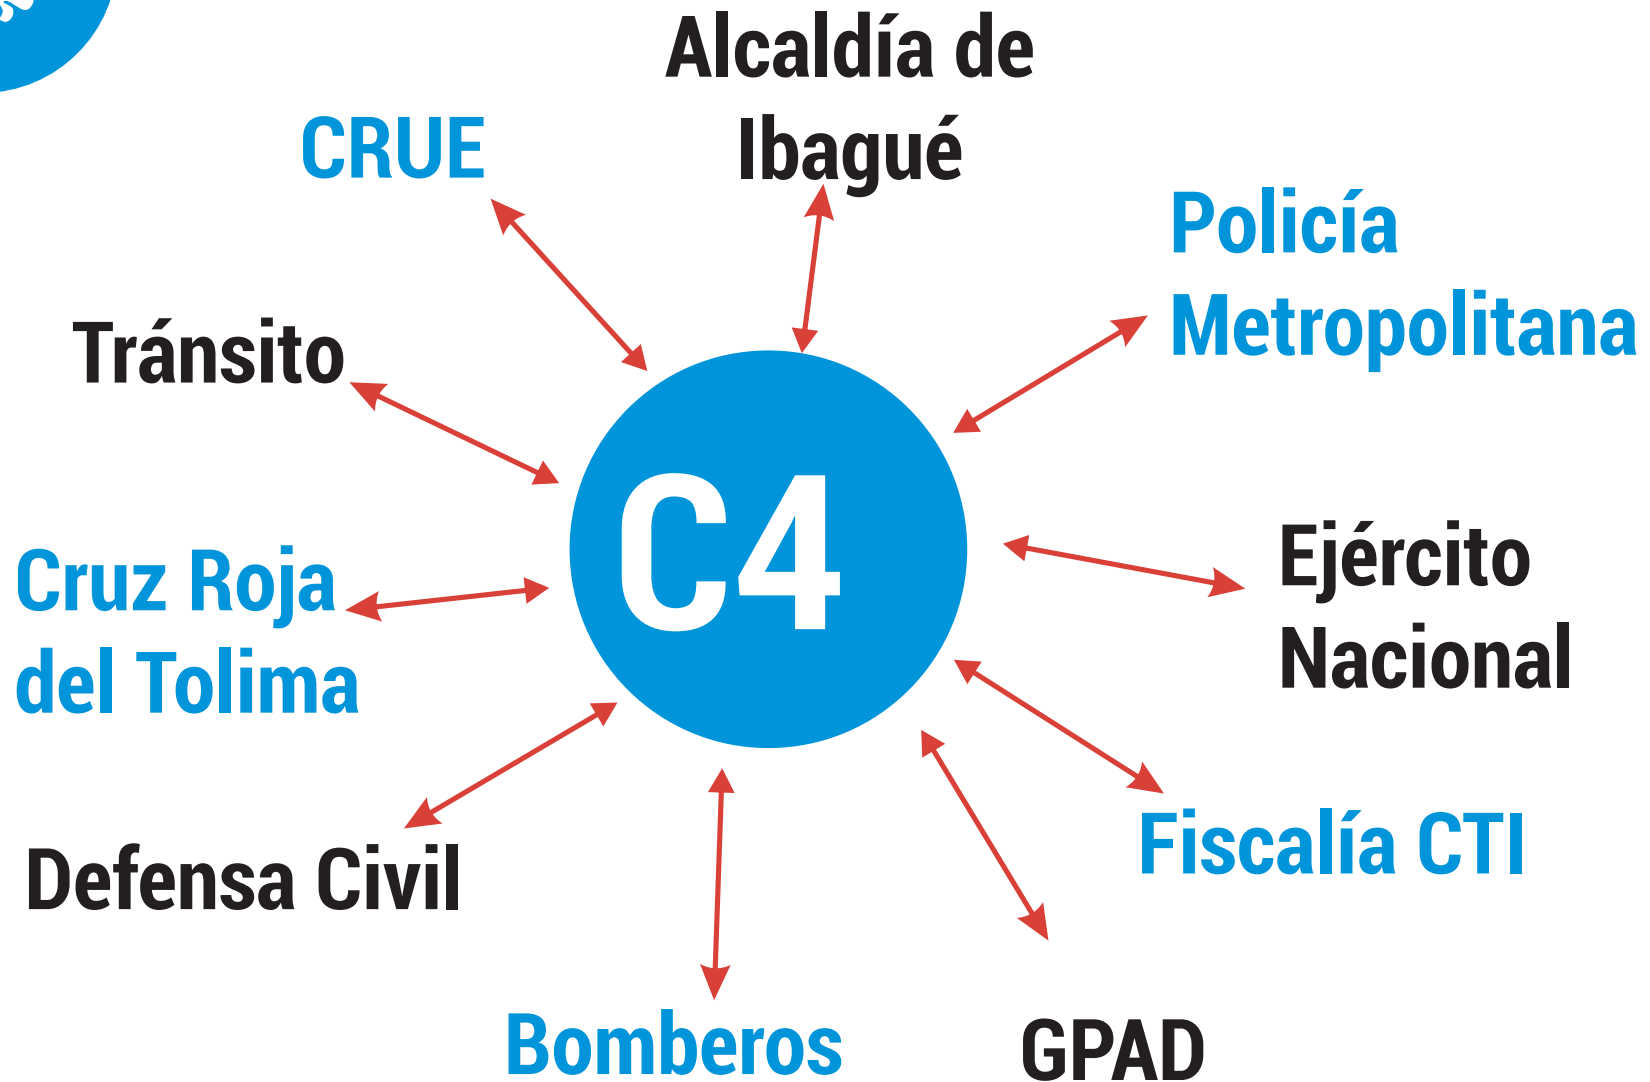 Alcaldía de
Ibagué
CRUE
Policía
Metropolitana
Tránsito
C4
Ejército
Nacional
Cruz Roja
del Tolima
Fiscalía CTI
Defensa Civil
Bomberos
GPAD